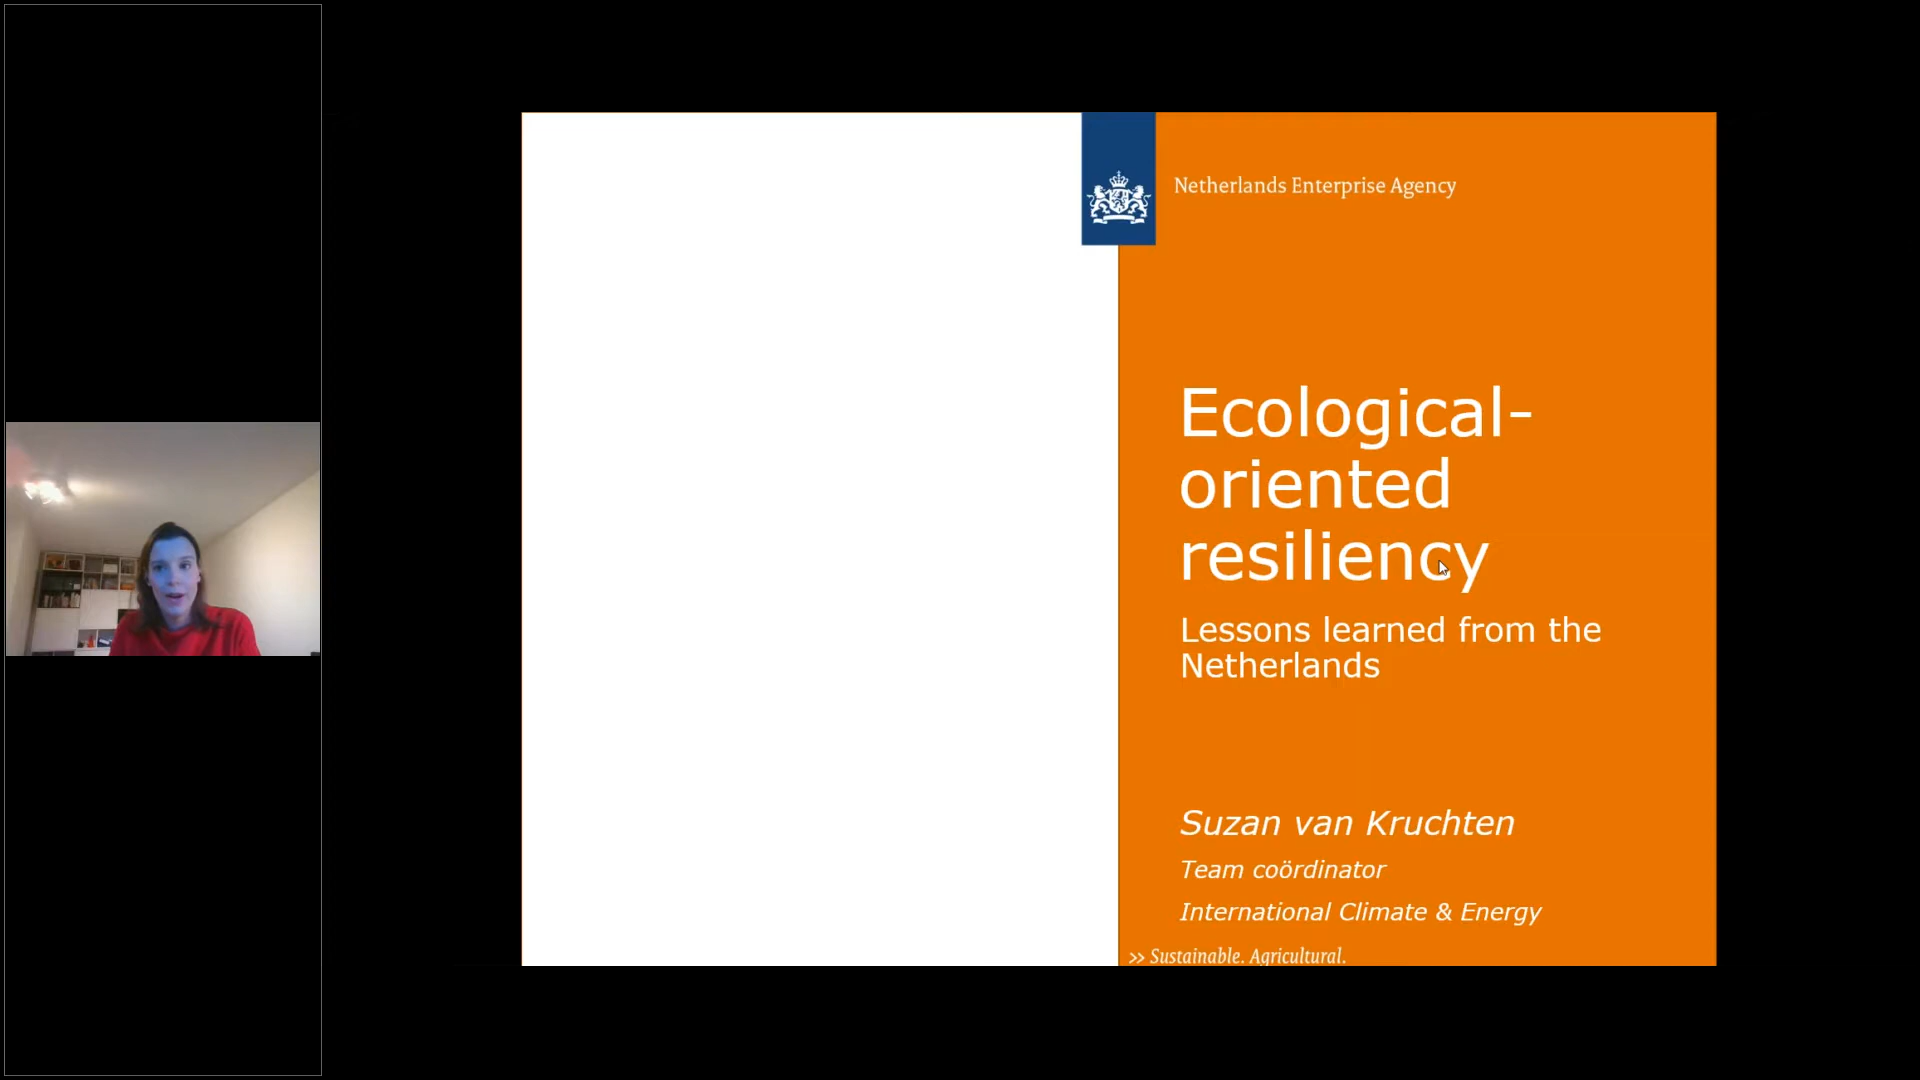 Netherlands Enterprise Agency
Ecological-
oriented
resiliency
Lessons learned from the
Netherlands
Suzan van Kruchten
Team coördinator
International Climate & Energy
>> Sustainable. Agricultural.